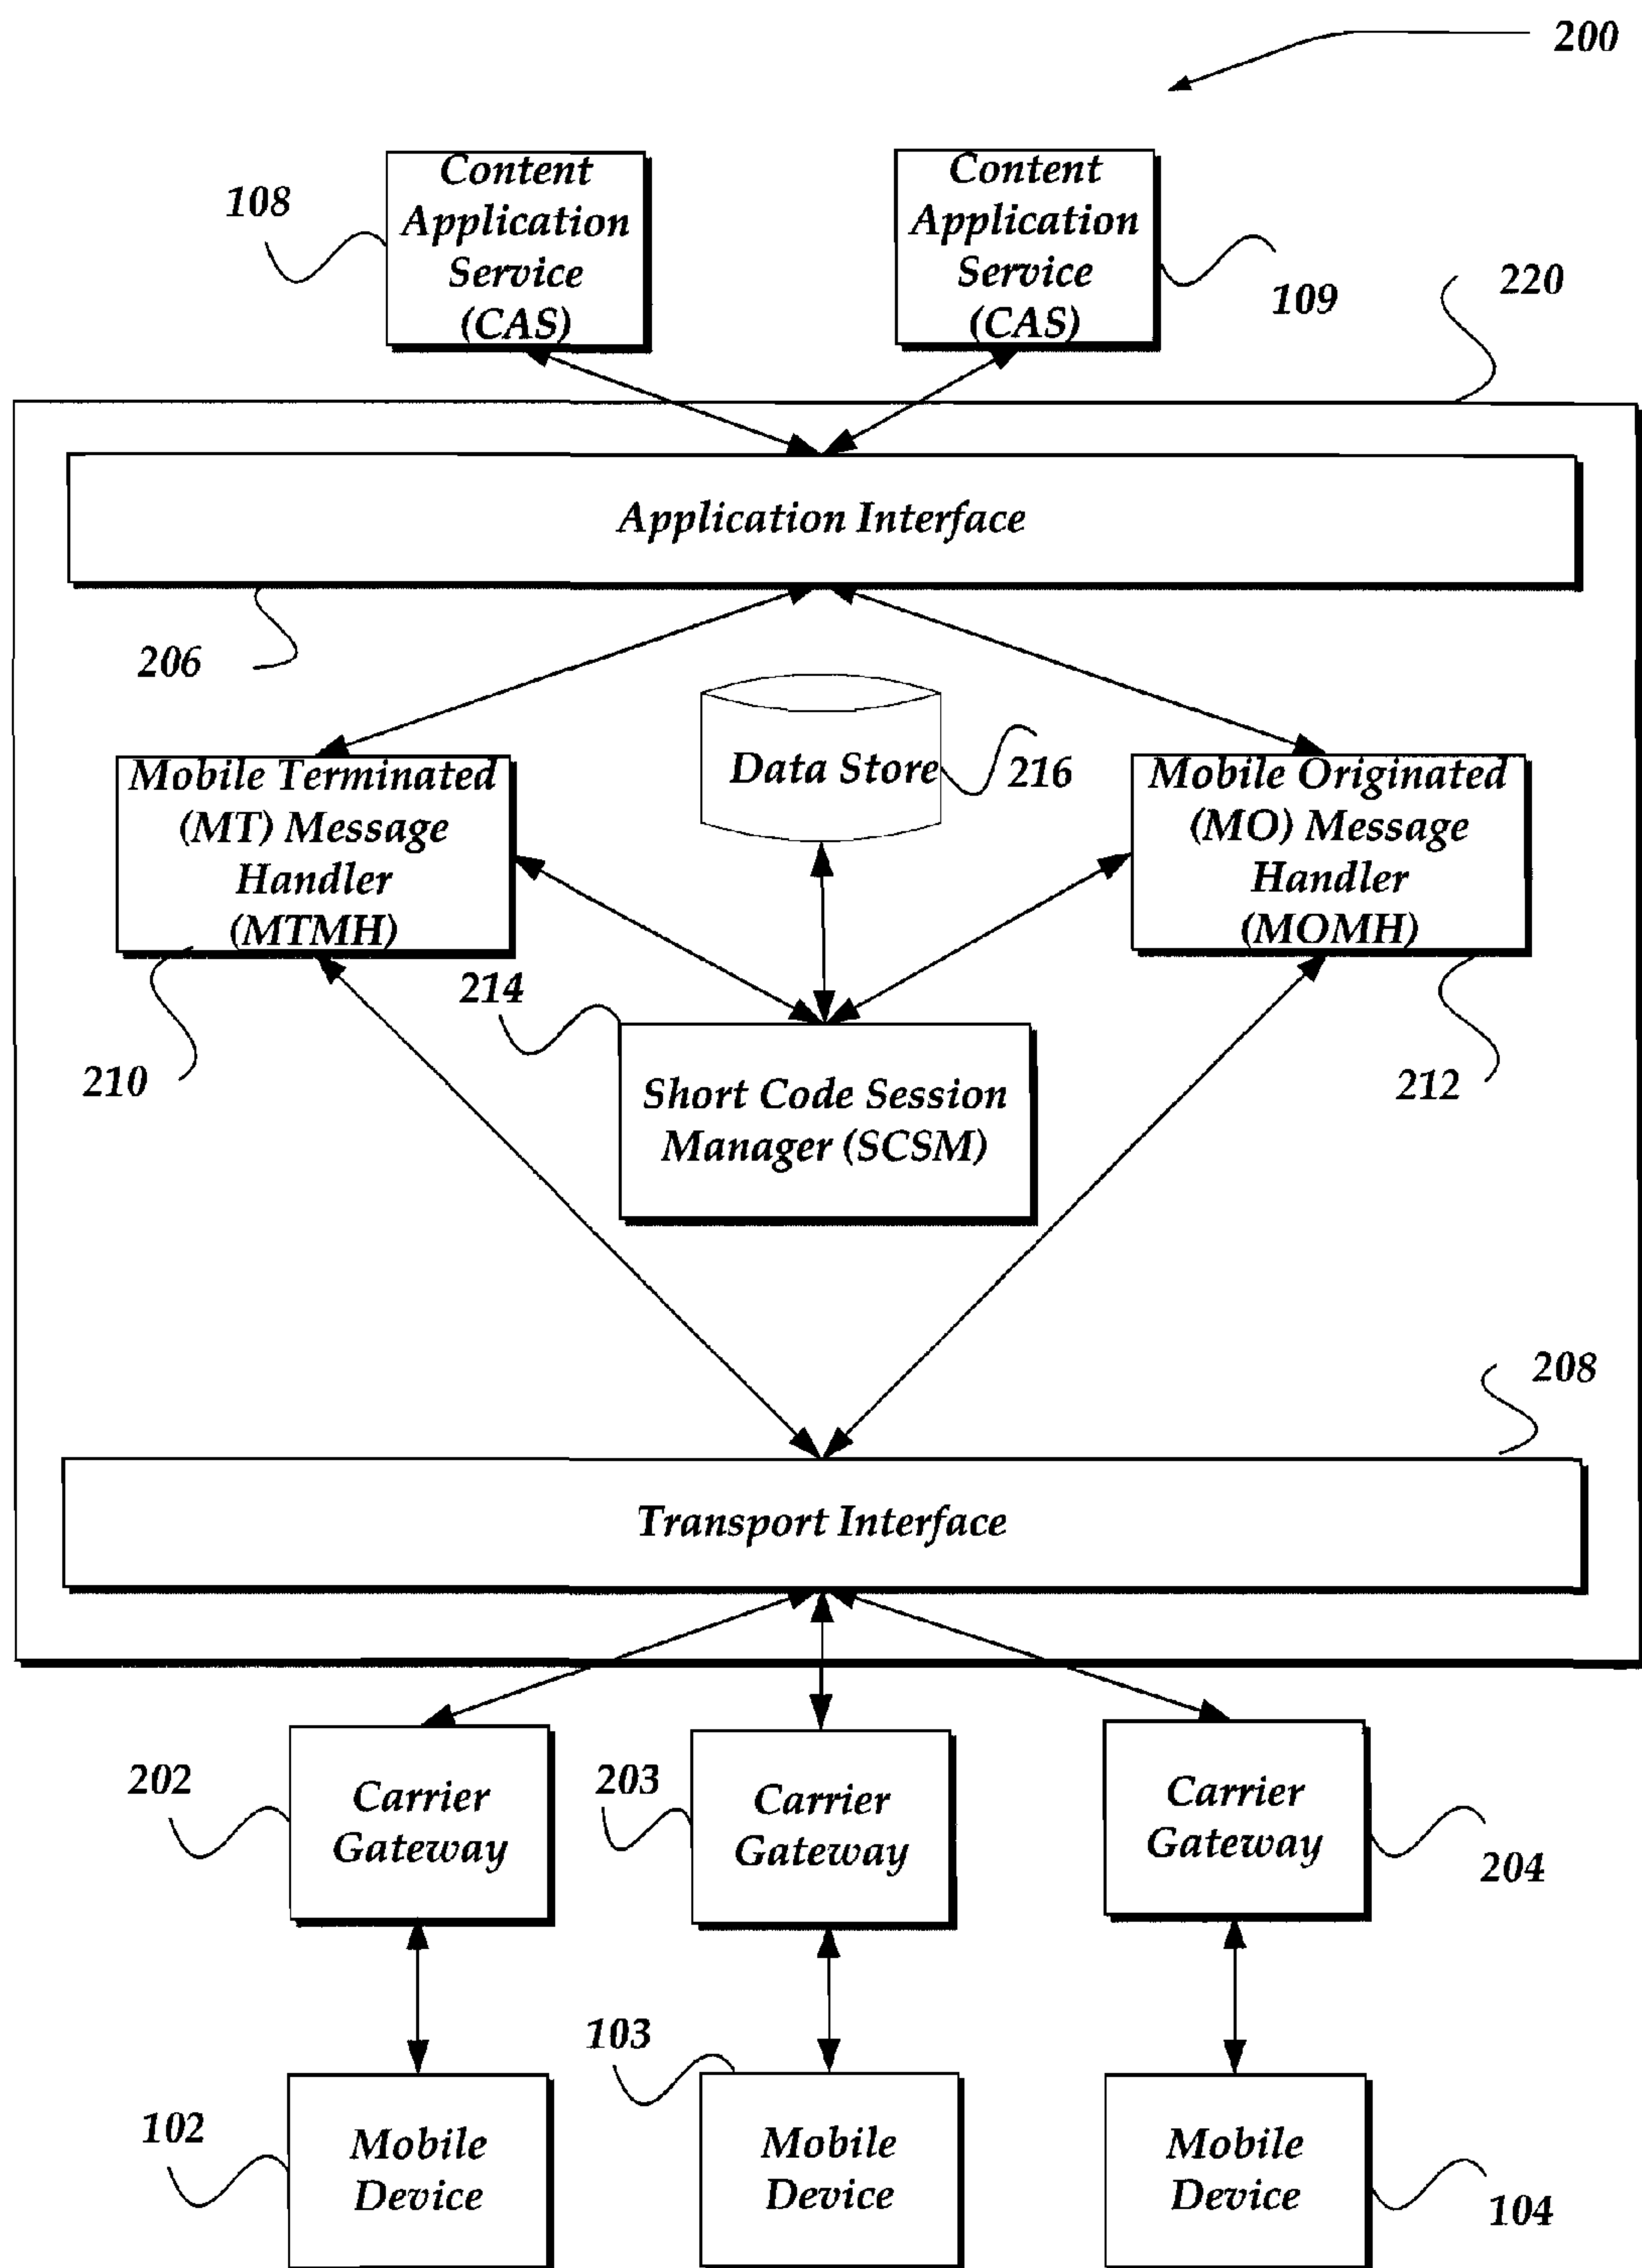 200
Content
Application
Service
(CAS)
108
Content
Application
Service
(CAS)
109
220
Application Interface
206
Mobile Terminated
(MT) Message
Handler
(MTMH)
210
Data Store
216
Mobile Originated
(MO) Message
Handler
(MOMH)
212
214
Short Code Session
Manager (SCSM)
208
Transport Interface
202
Carrier
Gateway
203
Carrier
Gateway
Carrier
Gateway
204
102
Mobile
Device
103
Mobile
Device
Mobile
Device
104